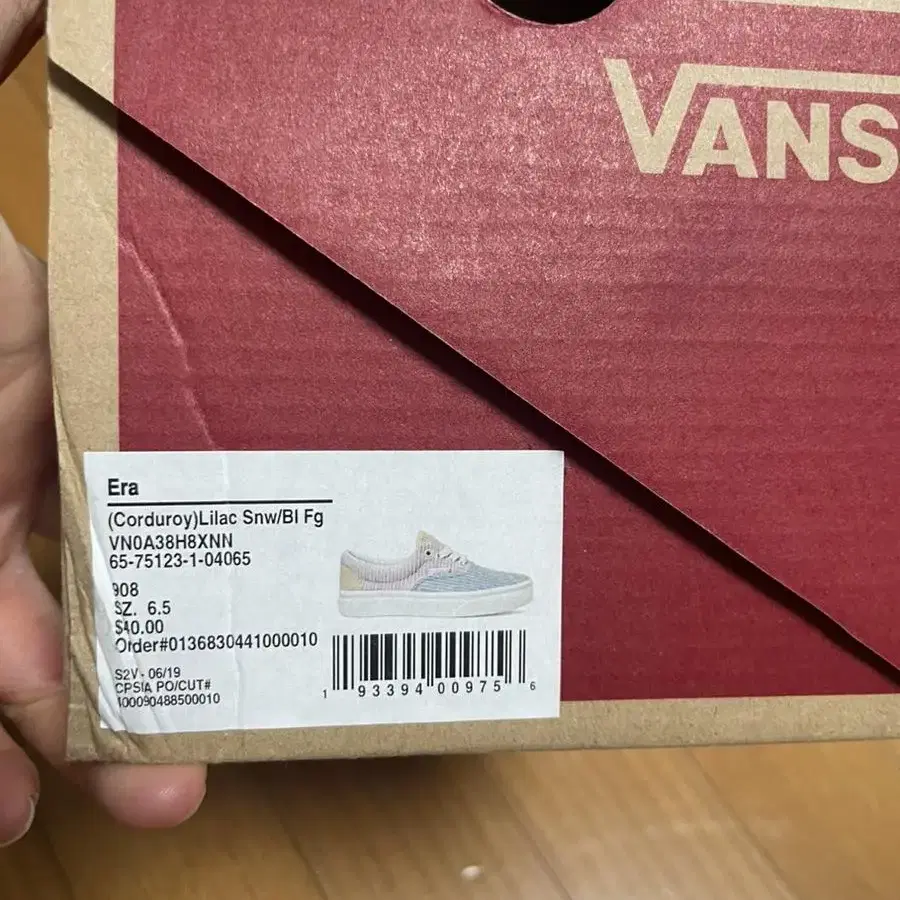 VANS
Era
(Corduroy)Lilac Snw/Bl Fg
VN0A38H8XNN
65-75123-1-04065
908
SZ. 6.5
$40.00
Order#0136830441000010
S2V - 06/19
CPSIA PO/CUT#
400090488500010
1 93394 00975 6